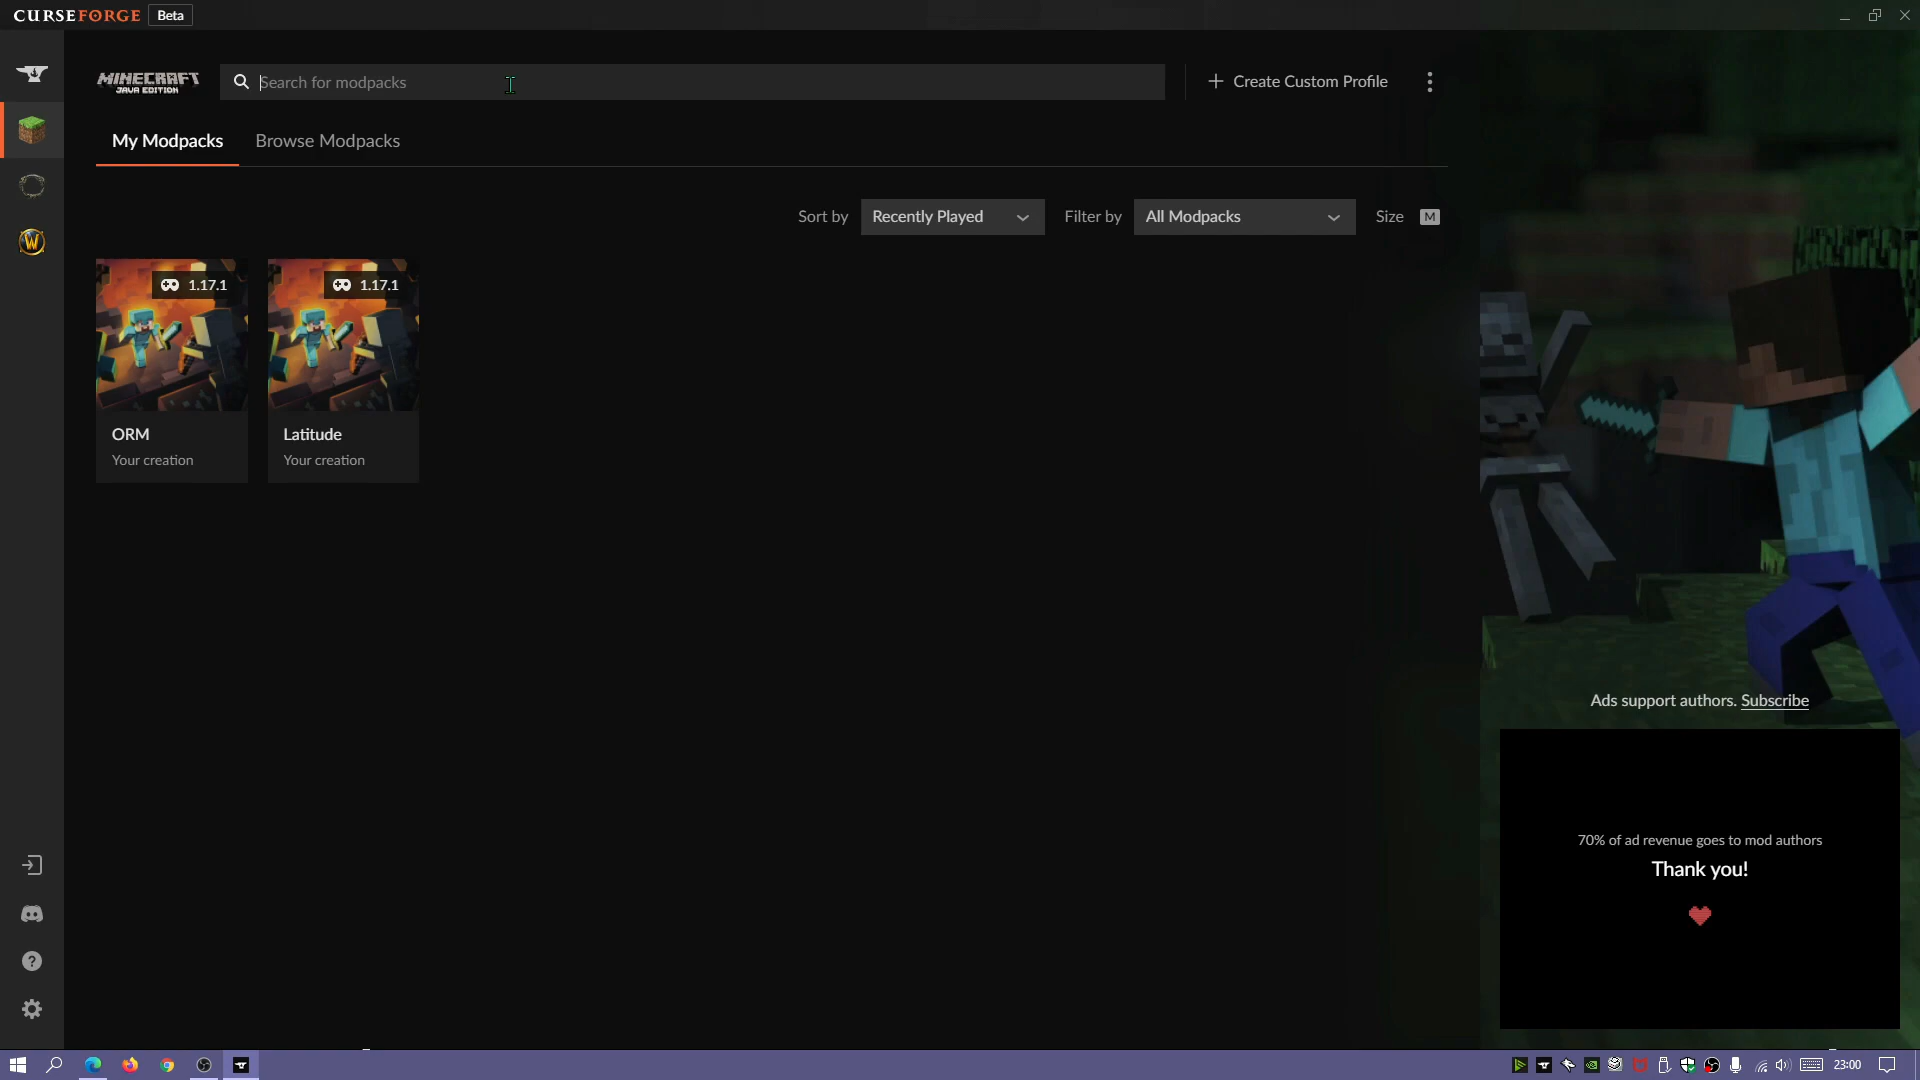 CURSEFORGE Beta
MINECRAFT
JAVA EDITION
Search for modpacks
Create Custom Profile
My Modpacks Browse Modpacks
Sort by Recently Played Filter by All Modpacks Size M
1.17.1 1.17.1
ORM Latitude
Your creation Your creation
Ads support authors. Subscribe
70% of ad revenue goes to mod authors
Thank you!
23:00